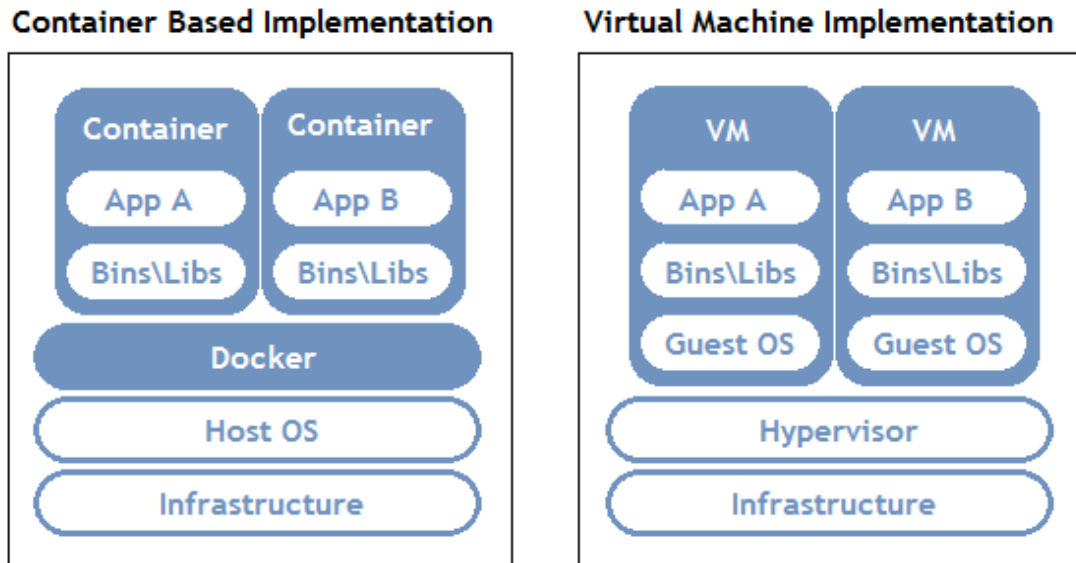 Container Based Implementation
Container
Container
App A
App B
Bins\Libs
Bins\Libs
Docker
Host OS
Infrastructure
Virtual Machine Implementation
VM
VM
App A
App B
Bins\Libs
Bins\Libs
Guest OS
Guest OS
Hypervisor
Infrastructure